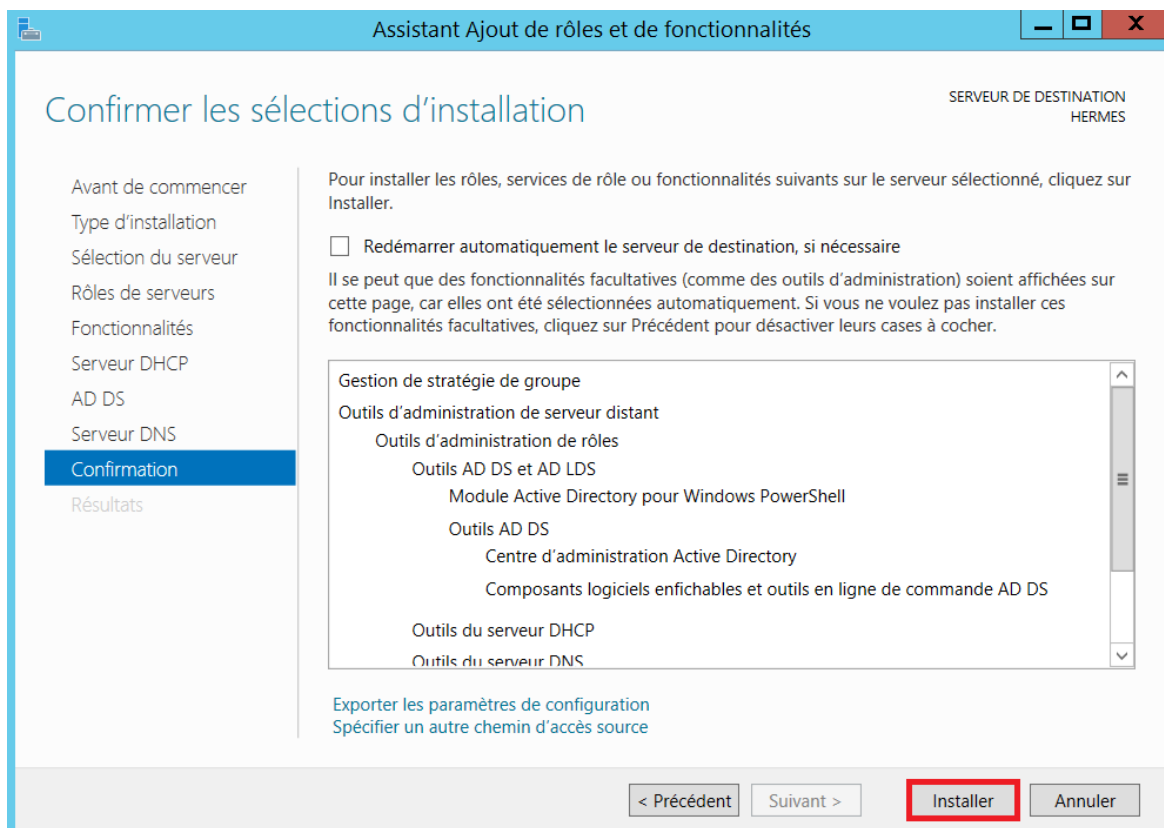 Assistant Ajout de rôles et de fonctionnalités
Confirmer les sélections d'installation
SERVEUR DE DESTINATION
HERMES
Avant de commencer
Type d'installation
Sélection du serveur
Rôles de serveurs
Fonctionnalités
Serveur DHCP
AD DS
Serveur DNS
Confirmation
Résultats
Pour installer les rôles, services de rôle ou fonctionnalités suivants sur le serveur sélectionné, cliquez sur
Installer.
Redémarrer automatiquement le serveur de destination, si nécessaire
Il se peut que des fonctionnalités facultatives (comme des outils d'administration) soient affichées sur
cette page, car elles ont été sélectionnées automatiquement. Si vous ne voulez pas installer ces
fonctionnalités facultatives, cliquez sur Précédent pour désactiver leurs cases à cocher.
Gestion de stratégie de groupe
Outils d'administration de serveur distant
Outils d'administration de rôles
Outils AD DS et AD LDS
Module Active Directory pour Windows PowerShell
Outils AD DS
Centre d'administration Active Directory
Composants logiciels enfichables et outils en ligne de commande AD DS
Outils du serveur DHCP
Outils du serveur DNS
Exporter les paramètres de configuration
Spécifier un autre chemin d'accès source
< Précédent
Suivant >
Installer
Annuler